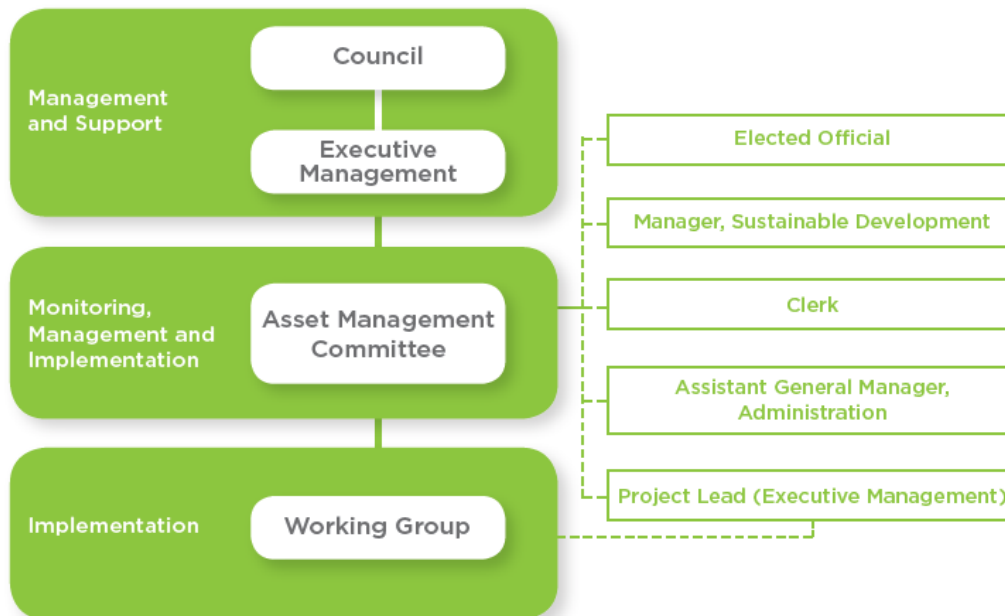 Management
and Support
Council
Executive
Management
Monitoring,
Management and
Implementation
Asset Management
Committee
Implementation
Working Group
Elected Official
Manager, Sustainable Development
Clerk
Assistant General Manager,
Administration
Project Lead (Executive Management)